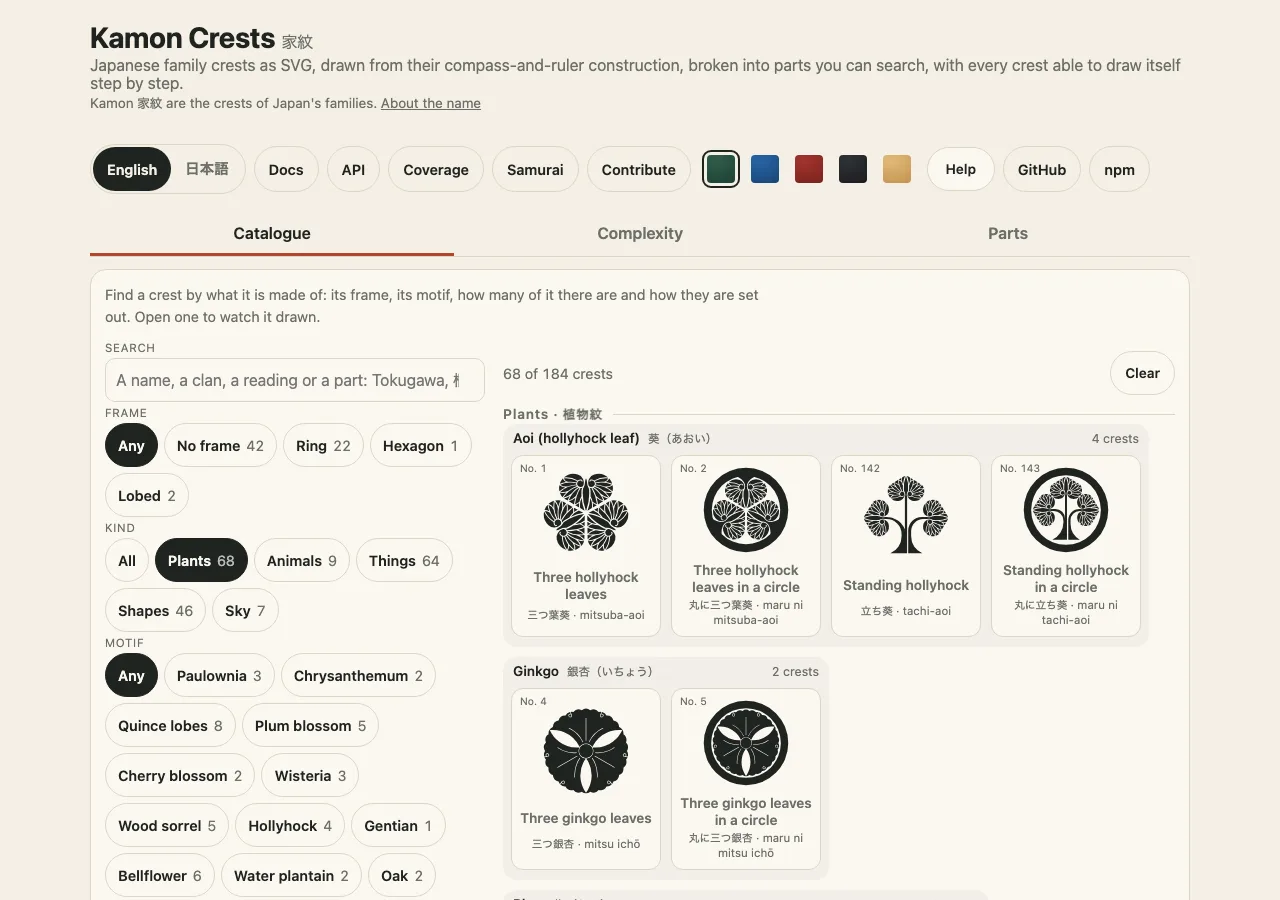 Kamon Crests 家紋
Japanese family crests as SVG, drawn from their compass-and-ruler construction, broken into parts you can search, with every crest able to draw itself
step by step.
Kamon 家紋 are the crests of Japan's families. About the name
English 日本語 Docs API Coverage Samurai Contribute Help GitHub npm
Catalogue Complexity Parts
Find a crest by what it is made of: its frame, its motif, how many of it there are and how they are set
out. Open one to watch it drawn.
SEARCH
A name, a clan, a reading or a part: Tokugawa,
68 of 184 crests
Clear
FRAME
Any No frame 42 Ring 22 Hexagon 1
Lobed 2
KIND
All Plants 68 Animals 9 Things 64
Shapes 46 Sky 7
MOTIF
Any Paulownia 3 Chrysanthemum 2
Quince lobes 8 Plum blossom 5
Cherry blossom 2 Wisteria 3
Wood sorrel 5 Hollyhock 4 Gentian 1
Bellflower 6 Water plantain 2 Oak 2
Plants · 植物紋
Aoi (hollyhock leaf) 葵（あおい） 4 crests
No. 1
Three hollyhock
leaves
三つ葉葵 · mitsuba-aoi
No. 2
Three hollyhock
leaves in a circle
丸に三つ葉葵 · maru ni
mitsuba-aoi
No. 142
Standing hollyhock
立ち葵 · tachi-aoi
No. 143
Standing hollyhock
in a circle
丸に立ち葵 · maru ni
tachi-aoi
Ginkgo 銀杏（いちょう） 2 crests
No. 4
Three ginkgo leaves
三つ銀杏 · mitsu ichō
No. 5
Three ginkgo leaves
in a circle
丸に三つ銀杏 · maru ni
mitsu ichō